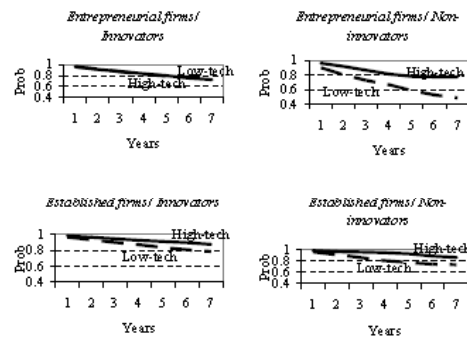 Entrepreneurial firms/
Innovators
1
0.8
0.6
0.4
Prob
Low-tech
High-tech
1 2 3 4 5 6 7
Years
Entrepreneurial firms/ Non-
innovators
1
0.8
0.6
0.4
Prob
High-tech
Low-tech
1 2 3 4 5 6 7
Years
Established firms/ Innovators
1
0.8
0.6
0.4
Prob
High-tech
Low-tech
1 2 3 4 5 6 7
Years
Established firms/ Non-
innovators
1
0.8
0.6
0.4
Prob
High-tech
Low-tech
1 2 3 4 5 6 7
Years